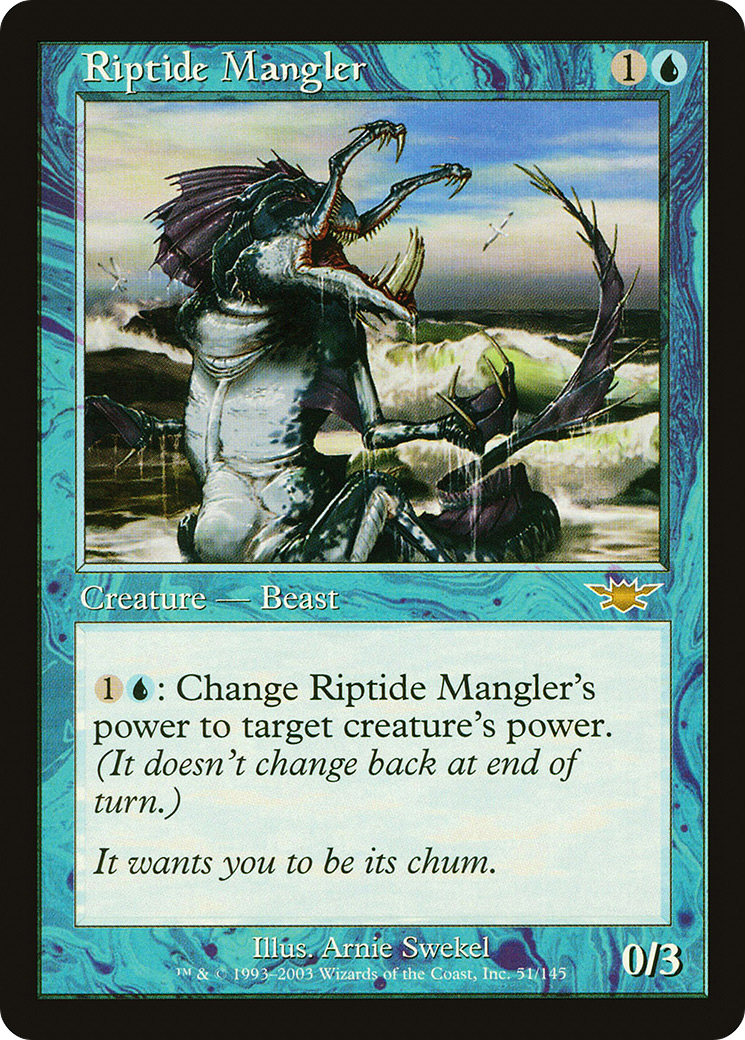 Riptide Mangler 1
Creature — Beast
1 : Change Riptide Mangler's
power to target creature's power.
(It doesn't change back at end of
turn.)
It wants you to be its chum.
Illus. Arnie Swekel
™ & © 1993–2003 Wizards of the Coast, Inc. 51/145
0/3